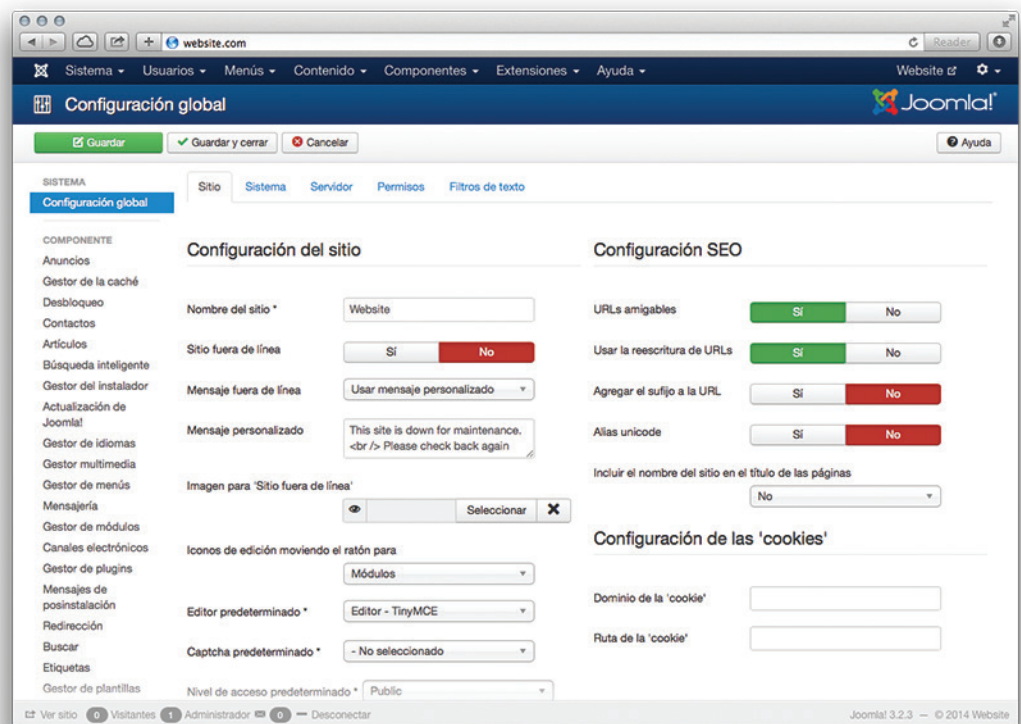 website.com
Reader
Sistema Usuarios Menús Contenido Componentes Extensiones Ayuda Website
Configuración global Joomla!®
Guardar Guardar y cerrar Cancelar Ayuda
SISTEMA
Configuración global
COMPONENTE
Anuncios
Gestor de la caché
Desbloqueo
Contactos
Artículos
Búsqueda inteligente
Gestor del instalador
Actualización de
Joomla!
Gestor de idiomas
Gestor multimedia
Gestor de menús
Mensajería
Gestor de módulos
Canales electrónicos
Gestor de plugins
Mensajes de
posinstalación
Redirección
Buscar
Etiquetas
Gestor de plantillas
Sitio Sistema Servidor Permisos Filtros de texto
Configuración del sitio
Nombre del sitio * Website
Sitio fuera de línea Sí No
Mensaje fuera de línea Usar mensaje personalizado
Mensaje personalizado This site is down for maintenance.
<br /> Please check back again
Imagen para 'Sitio fuera de línea'
Seleccionar
Iconos de edición moviendo el ratón para
Módulos
Editor predeterminado * Editor - TinyMCE
Captcha predeterminado * - No seleccionado
Nivel de acceso predeterminado * Public
Configuración SEO
URLs amigables Sí No
Usar la reescritura de URLs Sí No
Agregar el sufijo a la URL Sí No
Alias unicode Sí No
Incluir el nombre del sitio en el título de las páginas
No
Configuración de las 'cookies'
Dominio de la 'cookie'
Ruta de la 'cookie'
Ver sitio 0 Visitantes 1 Administrador 0 Desconectar Joomla! 3.2.3 — © 2014 Website